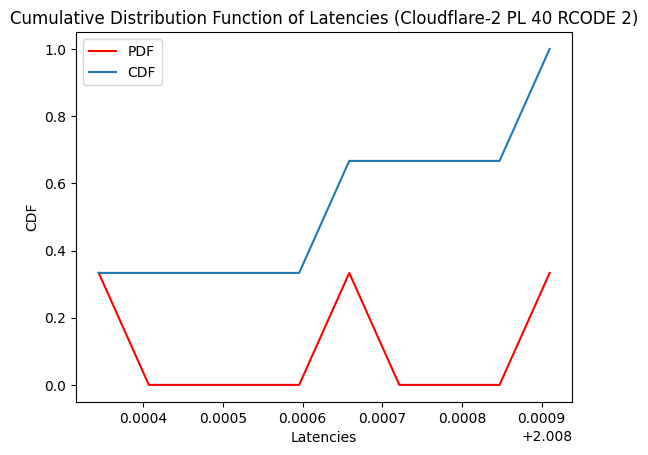 Cumulative Distribution Function of Latencies (Cloudflare-2 PL 40 RCODE 2)
PDF
CDF
1.0
0.8
0.6
0.4
0.2
0.0
CDF
0.0004 0.0005 0.0006 0.0007 0.0008 0.0009
+2.008
Latencies